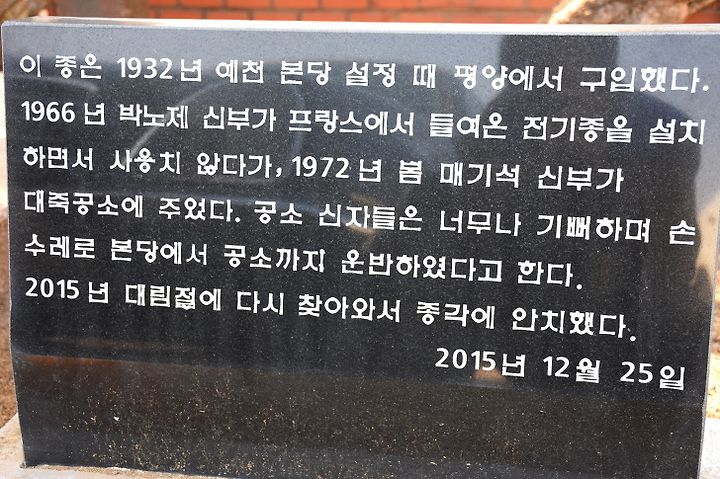 이 종은 1932년 예천 본당 설정 때 평양에서 구입했다.
1966년 박노제 신부가 프랑스에서 들여온 전기종을 설치
하면서 사용치 않다가, 1972년 봄 매기석 신부가
대죽공소에 주었다. 공소 신자들은 너무나 기뻐하며 손
수레로 본당에서 공소까지 운반하였다고 한다.
2015년 대림절에 다시 찾아와서 종각에 안치했다.
2015년 12월 25일